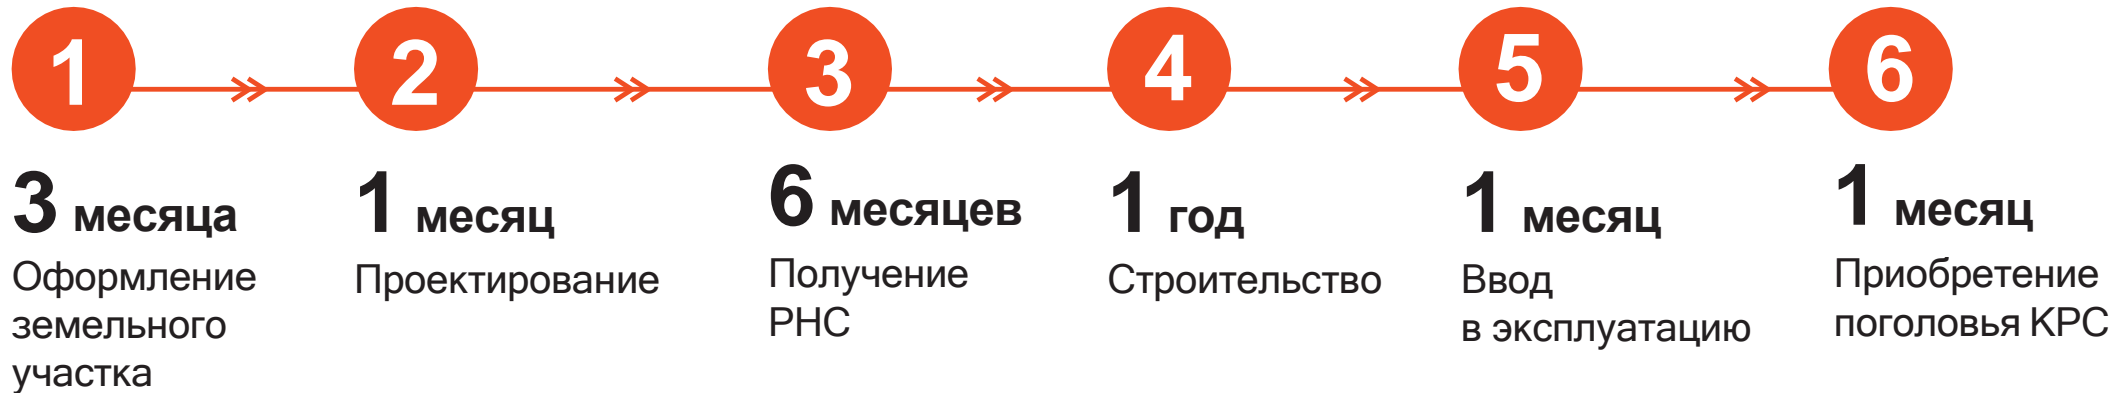 1
2
3
4
5
6
3 месяца
Оформление
земельного
участка
1 месяц
Проектирование
6 месяцев
Получение
РНС
1 год
Строительство
1 месяц
Ввод
в эксплуатацию
1 месяц
Приобретение
поголовья КРС